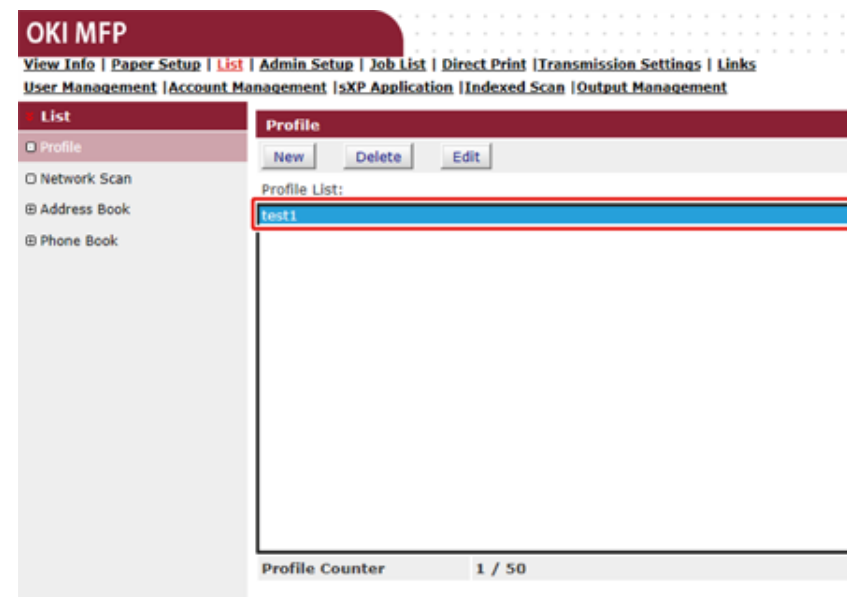 OKI MFP
View Info | Paper Setup | List | Admin Setup | Job List | Direct Print |Transmission Settings | Links
User Management |Account Management |sXP Application |Indexed Scan |Output Management
List
Profile
Network Scan
Address Book
Phone Book
Profile
New Delete Edit
Profile List:
test1
Profile Counter 1 / 50